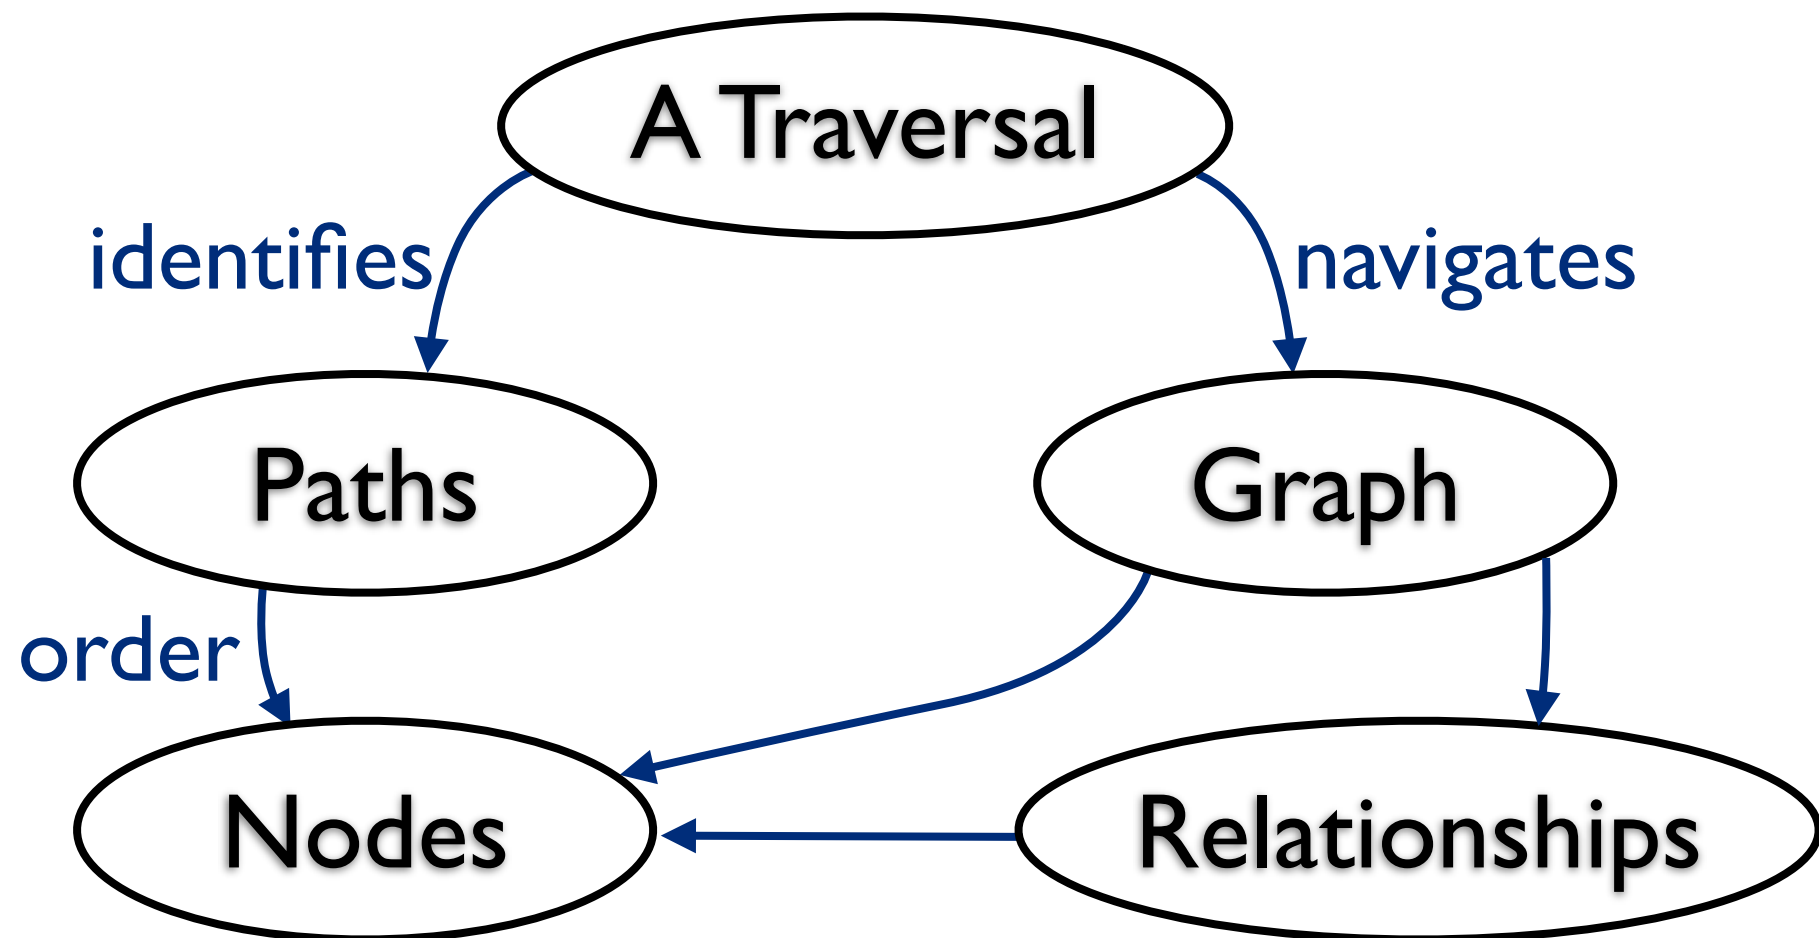 A Traversal
identifies
navigates
Paths
Graph
order
Nodes
Relationships